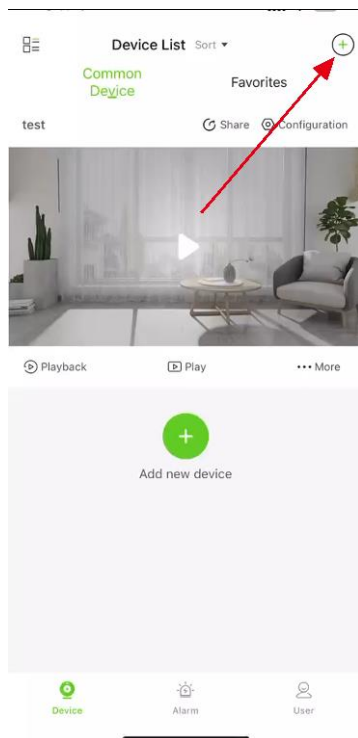 Device List Sort
Common
Device
Favorites
test Share Configuration
Playback Play More
Add new device
Device Alarm User